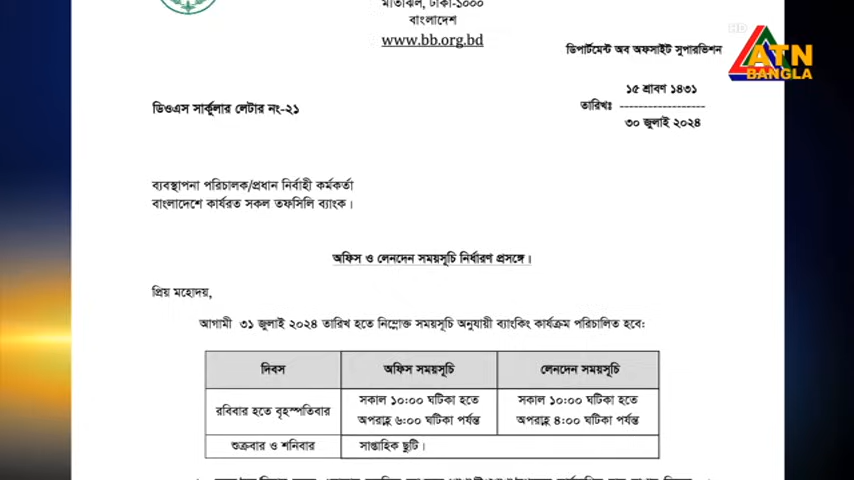 মতিঝিল, ঢাকা-১০০০
বাংলাদেশ
www.bb.org.bd
HD
ATN
BANGLA
ডিপার্টমেন্ট অব অফসাইট সুপারভিশন
১৫ শ্রাবণ ১৪৩১
তারিখঃ ------------------
৩০ জুলাই ২০২৪
ডিওএস সার্কুলার লেটার নং-২১
ব্যবস্থাপনা পরিচালক/প্রধান নির্বাহী কর্মকর্তা
বাংলাদেশে কার্যরত সকল তফসিলি ব্যাংক।
অফিস ও লেনদেন সময়সূচি নির্ধারণ প্রসঙ্গে।
প্রিয় মহোদয়,
আগামী ৩১ জুলাই ২০২৪ তারিখ হতে নিম্নোক্ত সময়সূচি অনুযায়ী ব্যাংকিং কার্যক্রম পরিচালিত হবে:
দিবস অফিস সময়সূচি লেনদেন সময়সূচি
রবিবার হতে বৃহস্পতিবার
সকাল ১০:০০ ঘটিকা হতে
অপরাহ্ণ ৬:০০ ঘটিকা পর্যন্ত
সকাল ১০:০০ ঘটিকা হতে
অপরাহ্ণ ৪:০০ ঘটিকা পর্যন্ত
শুক্রবার ও শনিবার সাপ্তাহিক ছুটি।